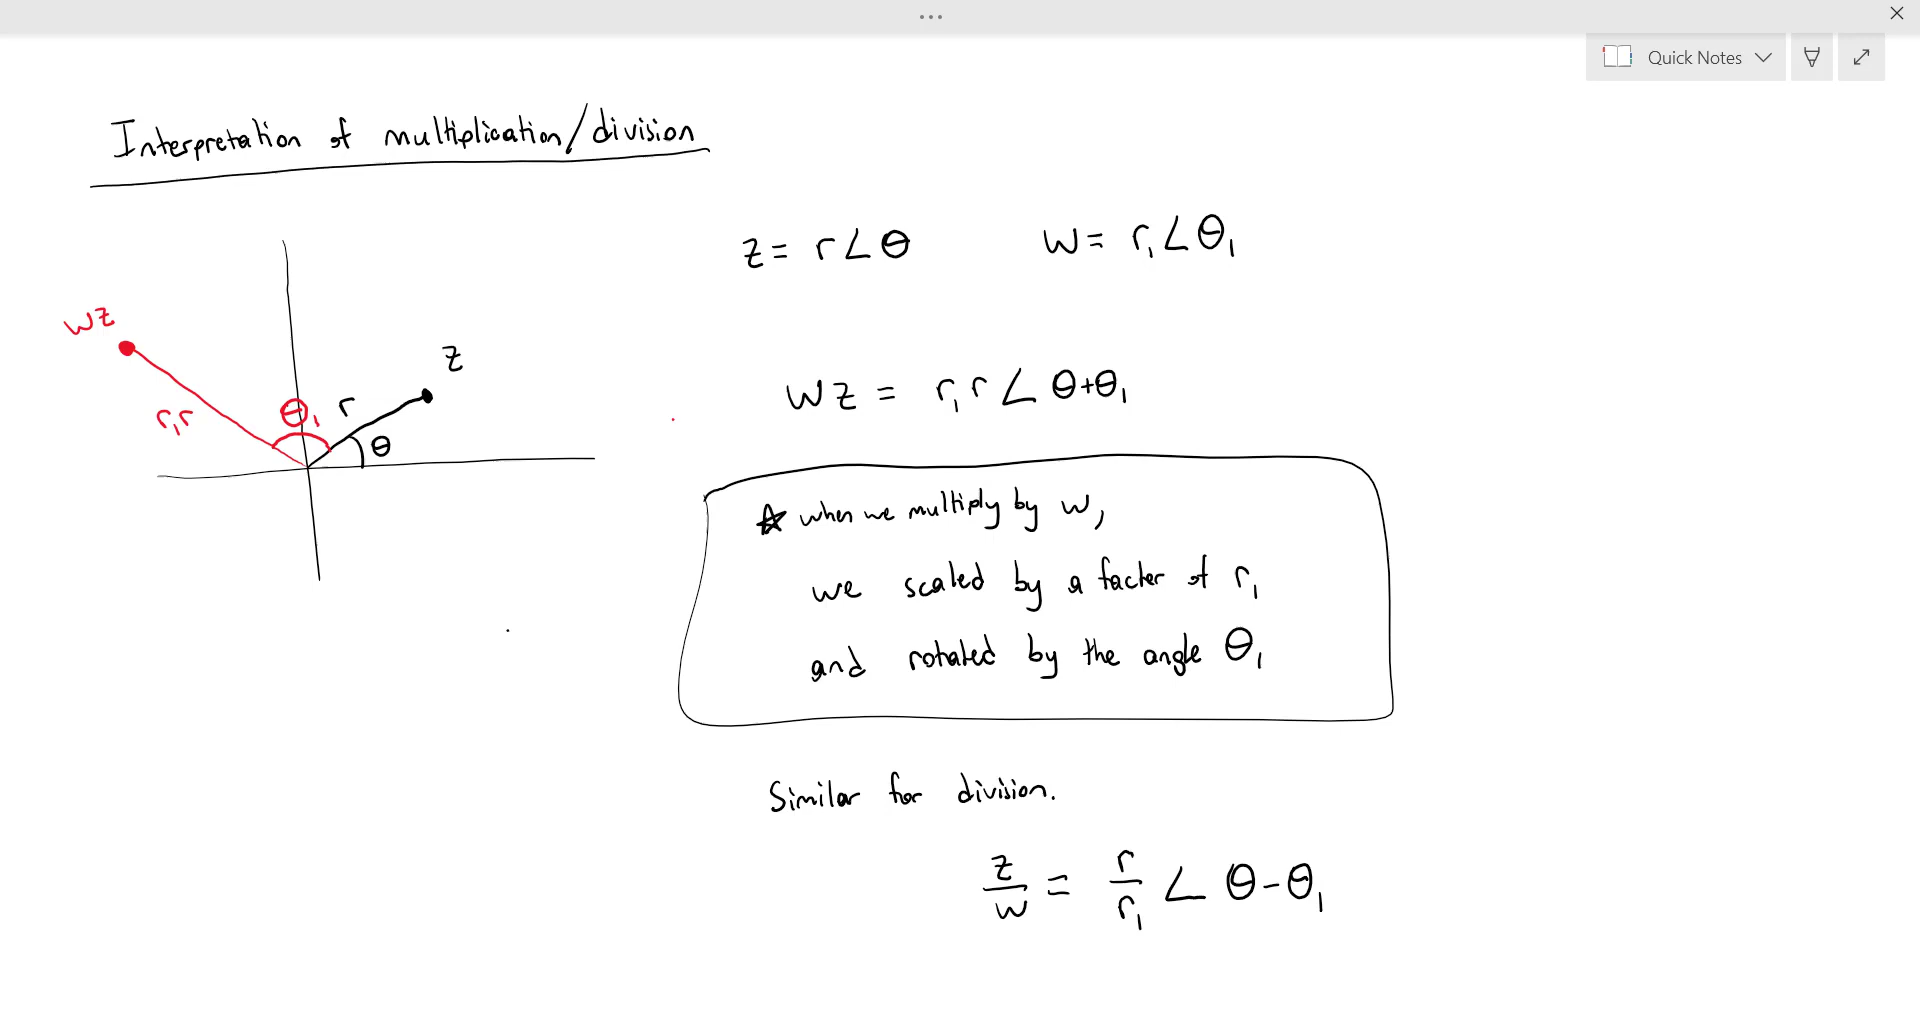 ...
Quick Notes
Interpretation of multiplication/division
z = r∠θ
w = r₁∠θ₁
wz
z
r₁r
θ₁
r
θ
wz = r₁r ∠ θ+θ₁
☆ when we multiply by w,
we scaled by a factor of r₁
and rotated by the angle θ₁
Similar for division.
z/w = r/r₁ ∠ θ-θ₁